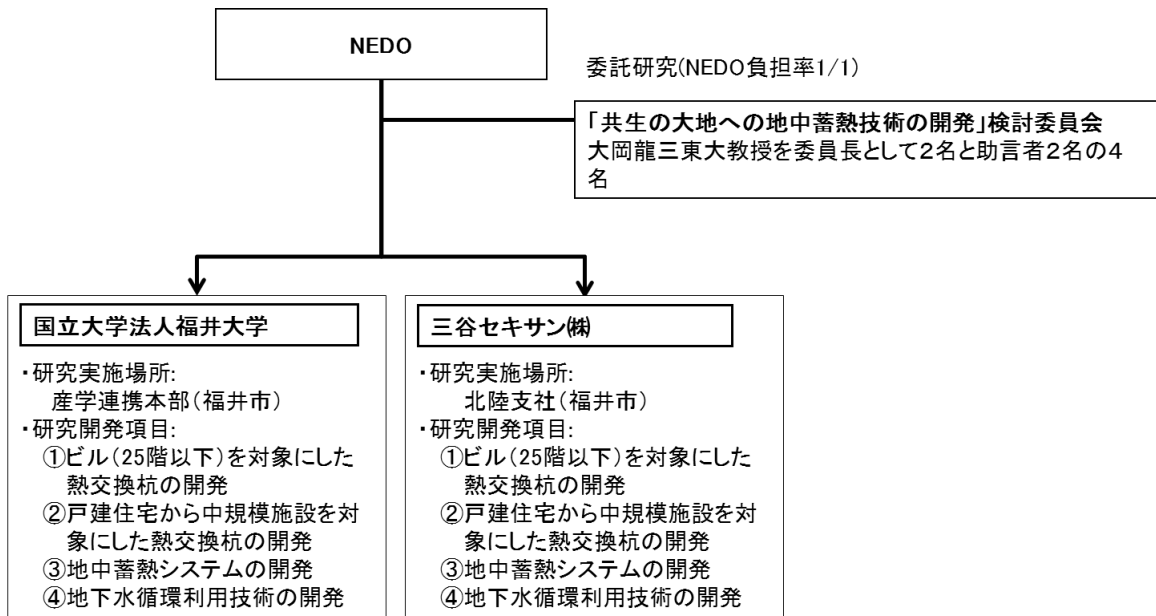 NEDO
委託研究(NEDO負担率1/1)
「共生の大地への地中蓄熱技術の開発」検討委員会
大岡龍三東大教授を委員長として2名と助言者2名の4
名
国立大学法人福井大学
・研究実施場所:
産学連携本部(福井市)
・研究開発項目:
①ビル(25階以下)を対象にした
熱交換杭の開発
②戸建住宅から中規模施設を対
象にした熱交換杭の開発
③地中蓄熱システムの開発
④地下水循環利用技術の開発
三谷セキサン㈱
・研究実施場所:
北陸支社(福井市)
・研究開発項目:
①ビル(25階以下)を対象にした
熱交換杭の開発
②戸建住宅から中規模施設を対
象にした熱交換杭の開発
③地中蓄熱システムの開発
④地下水循環利用技術の開発